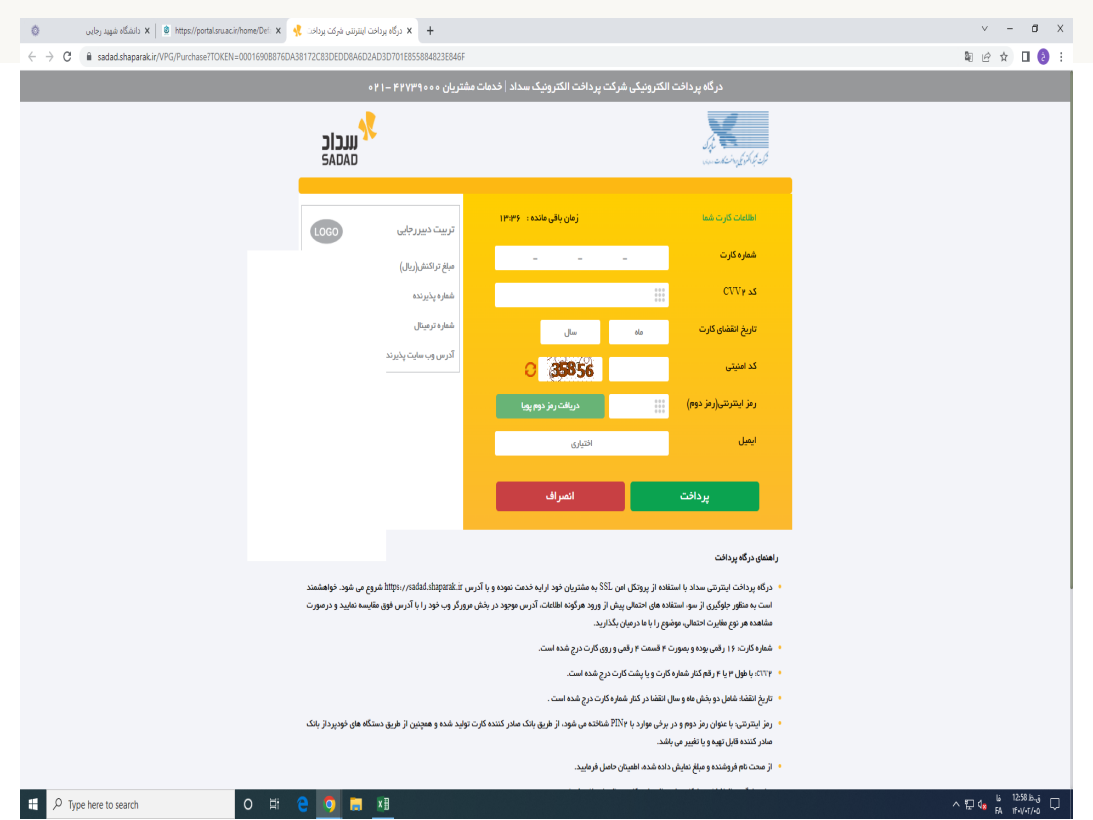 دانشگاه شهید رجایی
https://portal.sru.ac.ir/home/Def
درگاه پرداخت اینترنتی شرکت پرداخت
sadad.shaparak.ir/VPG/Purchase?TOKEN=0001690B876DA38172C83DEDD8A6D2AD3D701E855884823E846F
درگاه پرداخت الکترونیکی شرکت پرداخت الکترونیک سداد | خدمات مشتریان ۴۲۷۳۹۰۰۰ -۰۲۱
سداد
SADAD
شاپرک
اطلاعات کارت شما
زمان باقی مانده : ۱۳:۳۶
شماره کارت
- - -
کد CVV۲
تاریخ انقضای کارت
ماه
سال
کد امنیتی
35856
رمز اینترنتی(رمز دوم)
دریافت رمز دوم پویا
ایمیل
اختیاری
پرداخت
انصراف
تربیت دبیررجایی
LOGO
مبلغ تراکنش(ریال)
شماره پذیرنده
شماره ترمینال
آدرس وب سایت پذیرند
راهنمای درگاه پرداخت
درگاه پرداخت اینترنتی سداد با استفاده از پروتکل امن SSL به مشتریان خود ارایه خدمت نموده و با آدرس https://sadad.shaparak.ir شروع می شود. خواهشمند
است به منظور جلوگیری از سوء استفاده های احتمالی پیش از ورود هرگونه اطلاعات، آدرس موجود در بخش مرورگر وب خود را با آدرس فوق مقایسه نمایید و درصورت
مشاهده هر نوع مغایرت احتمالی، موضوع را با ما درمیان بگذارید.
شماره کارت: ۱۶ رقمی بوده و بصورت ۴ قسمت ۴ رقمی و روی کارت درج شده است.
CVV۲: با طول ۳ یا ۴ رقم کنار شماره کارت و یا پشت کارت درج شده است.
تاریخ انقضا: شامل دو بخش ماه و سال انقضا در کنار شماره کارت درج شده است .
رمز اینترنتی: با عنوان رمز دوم و در برخی موارد با PIN۲ شناخته می شود، از طریق بانک صادر کننده کارت تولید شده و همچنین از طریق دستگاه های خودپرداز بانک
صادر کننده قابل تهیه و یا تغییر می باشد.
از صحت نام فروشنده و مبلغ نمایش داده شده، اطمینان حاصل فرمایید.
Type here to search
فا
FA
12:58 ق.ظ